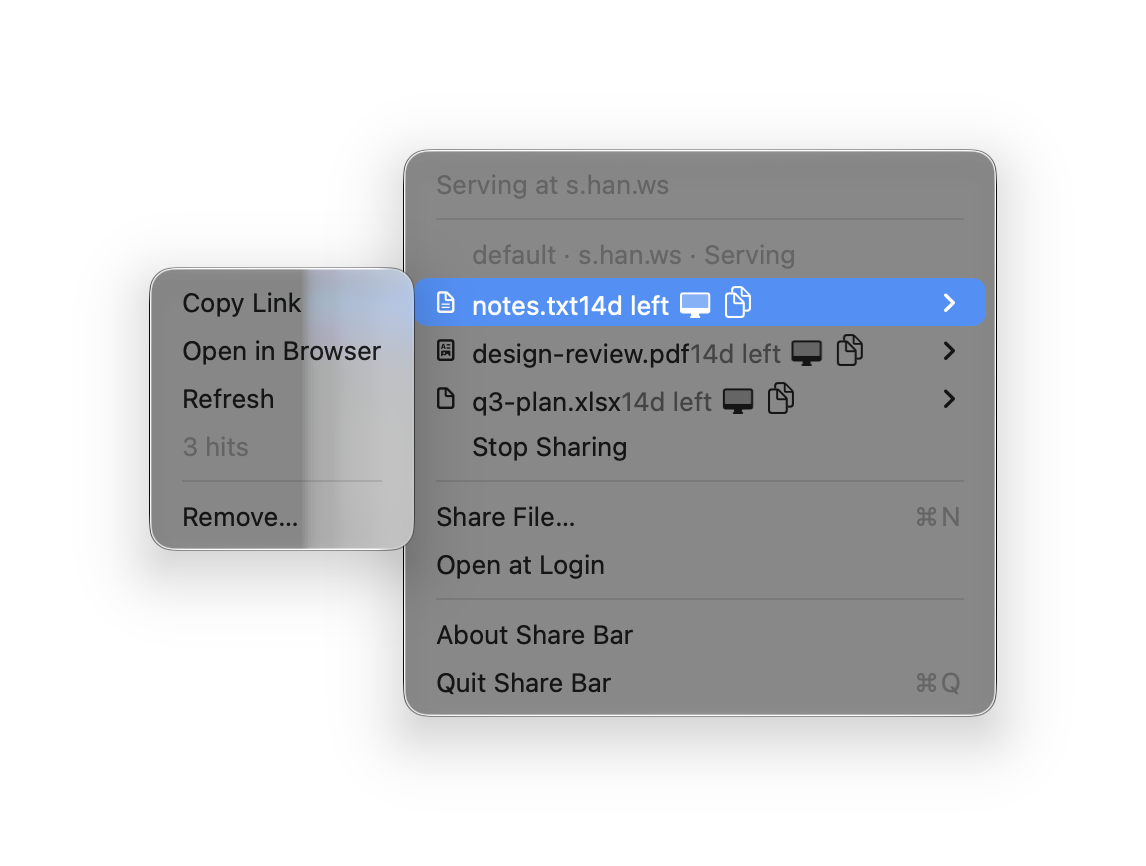 Serving at s.han.ws
default · s.han.ws · Serving
notes.txt14d left
design-review.pdf14d left
q3-plan.xlsx14d left
Stop Sharing
Share File...
⌘N
Open at Login
About Share Bar
Quit Share Bar
⌘Q
Copy Link
Open in Browser
Refresh
3 hits
Remove...